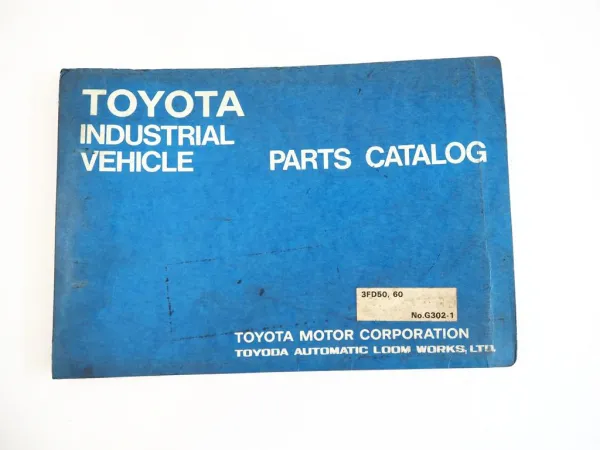 TOYOTA
INDUSTRIAL
VEHICLE PARTS CATALOG
3FD50, 60
No.G302-1
TOYOTA MOTOR CORPORATION
TOYODA AUTOMATIC LOOM WORKS, LTD.